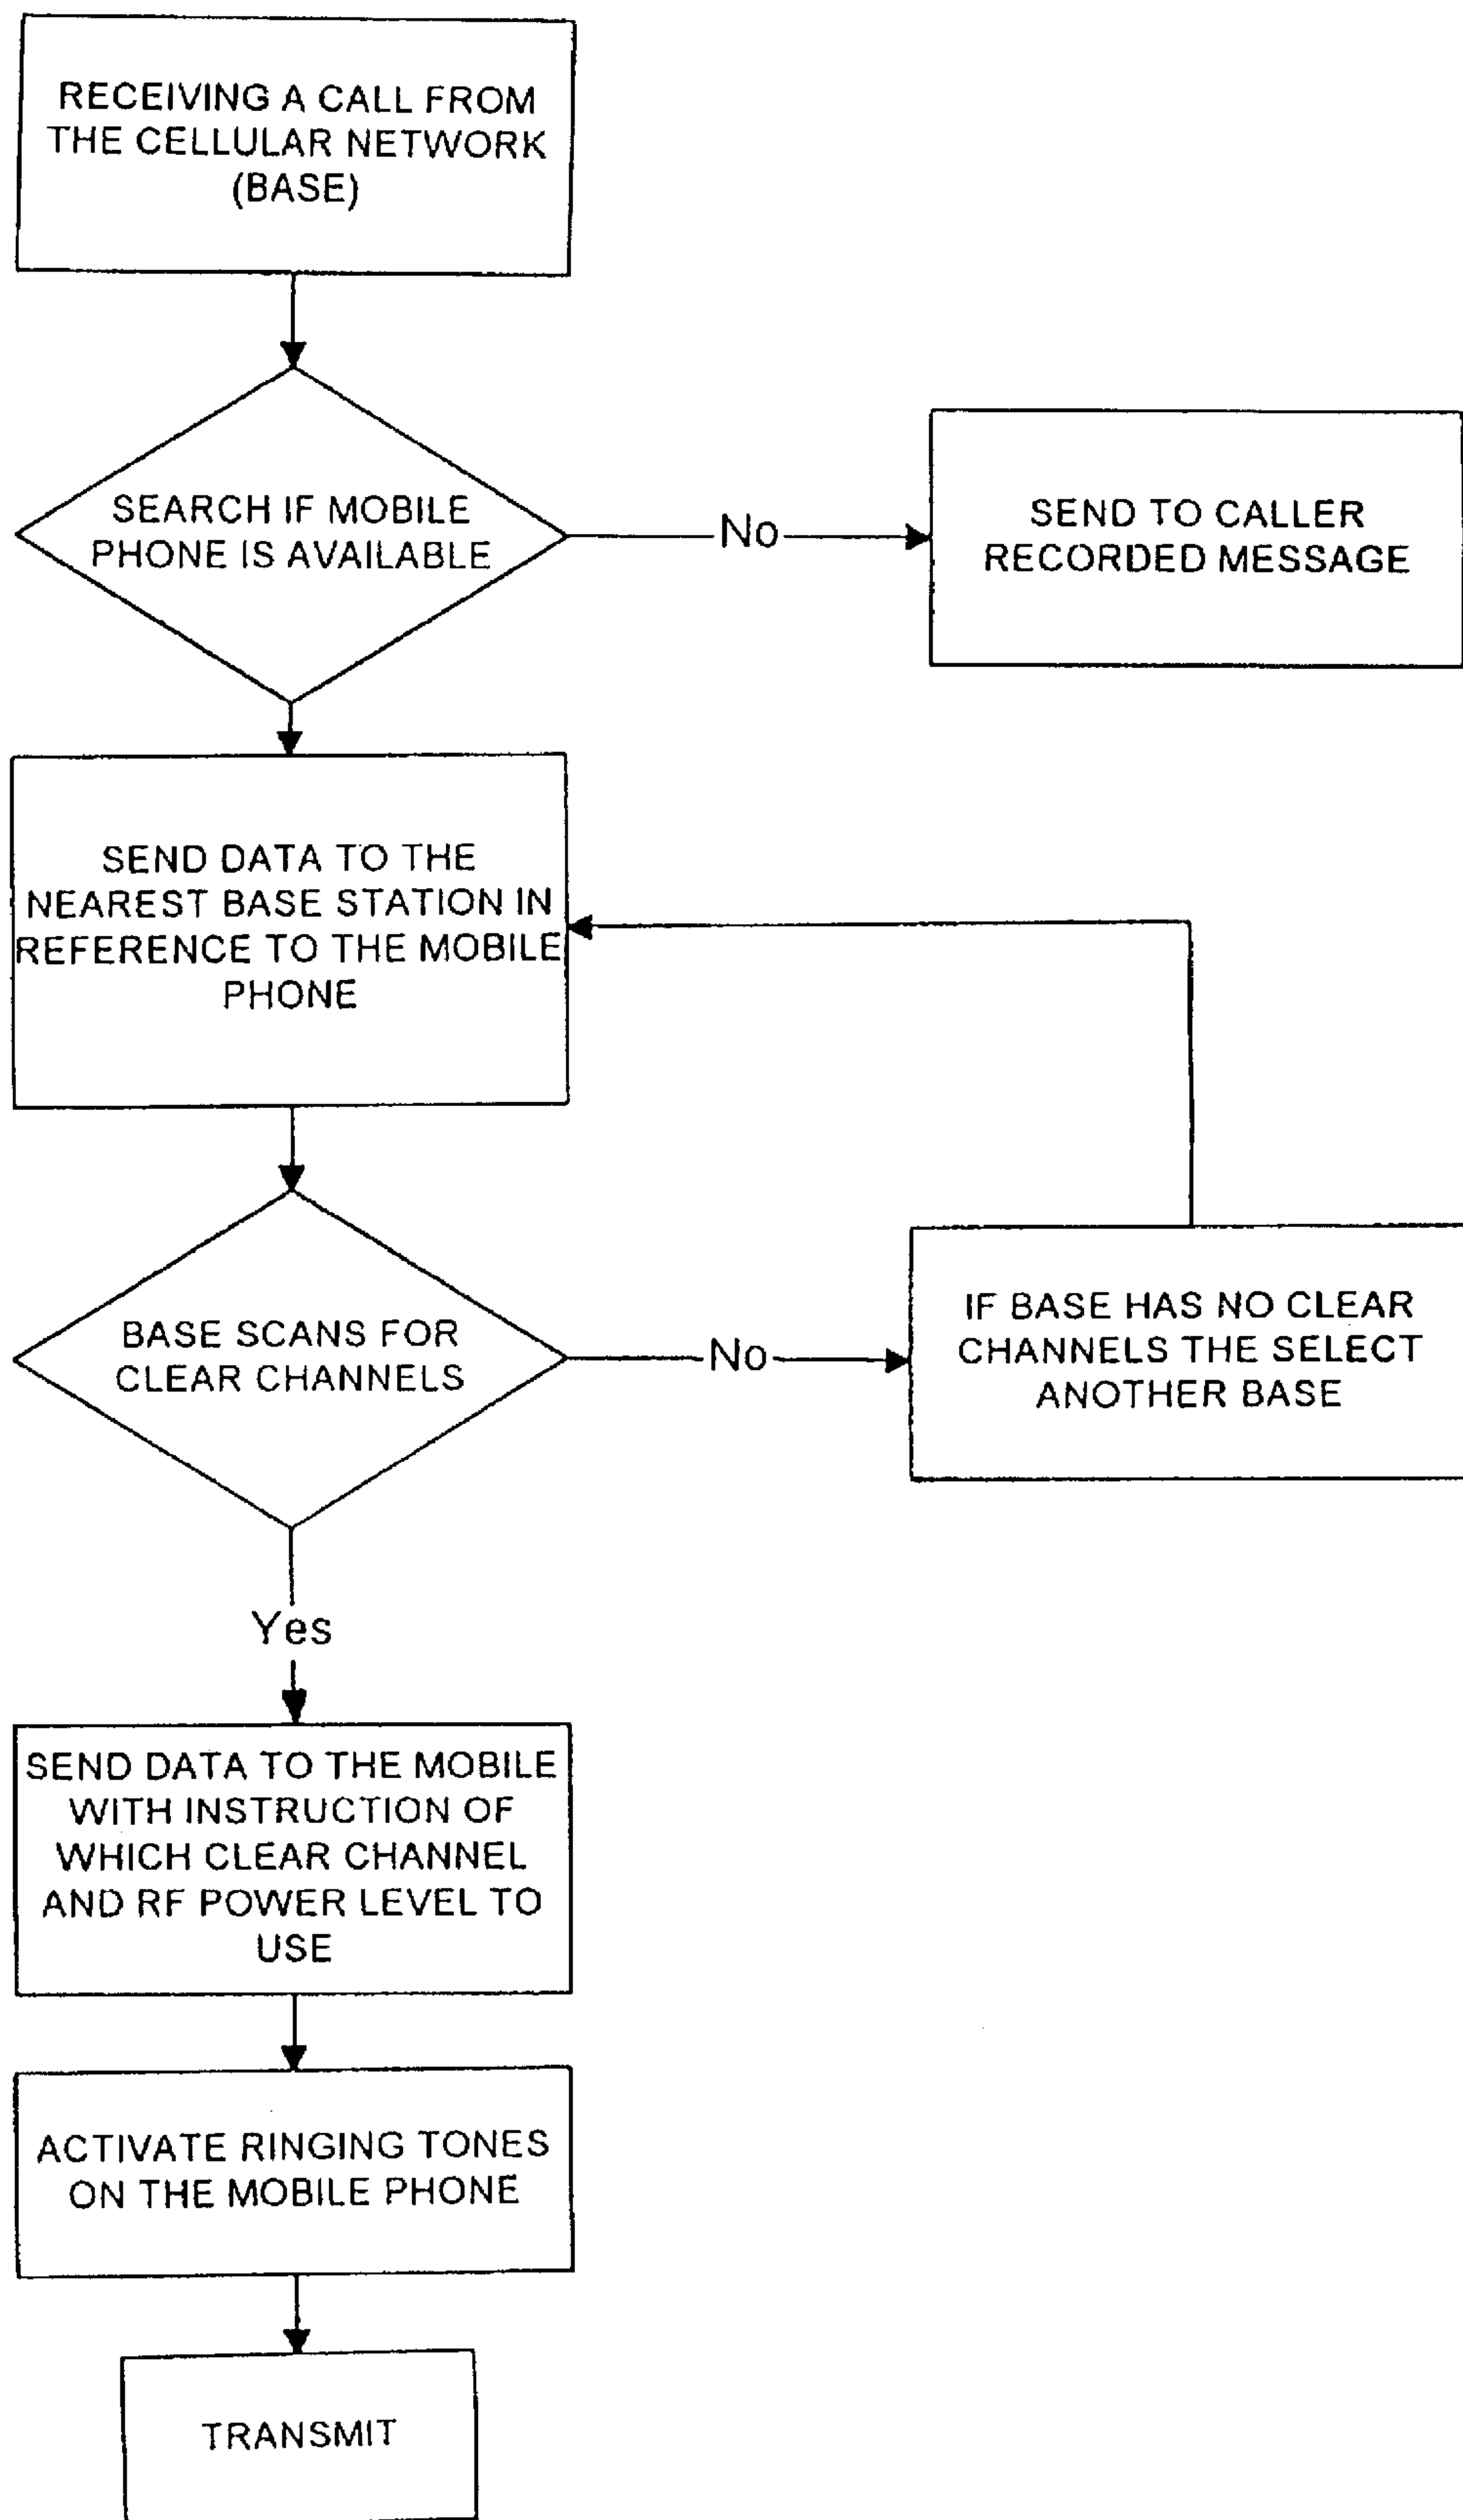 RECEIVING A CALL FROM
THE CELLULAR NETWORK
(BASE)
SEARCH IF MOBILE
PHONE IS AVAILABLE
No
SEND TO CALLER
RECORDED MESSAGE
SEND DATA TO THE
NEAREST BASE STATION IN
REFERENCE TO THE MOBILE
PHONE
BASE SCANS FOR
CLEAR CHANNELS
No
IF BASE HAS NO CLEAR
CHANNELS THE SELECT
ANOTHER BASE
Yes
SEND DATA TO THE MOBILE
WITH INSTRUCTION OF
WHICH CLEAR CHANNEL
AND RF POWER LEVEL TO
USE
ACTIVATE RINGING TONES
ON THE MOBILE PHONE
TRANSMIT